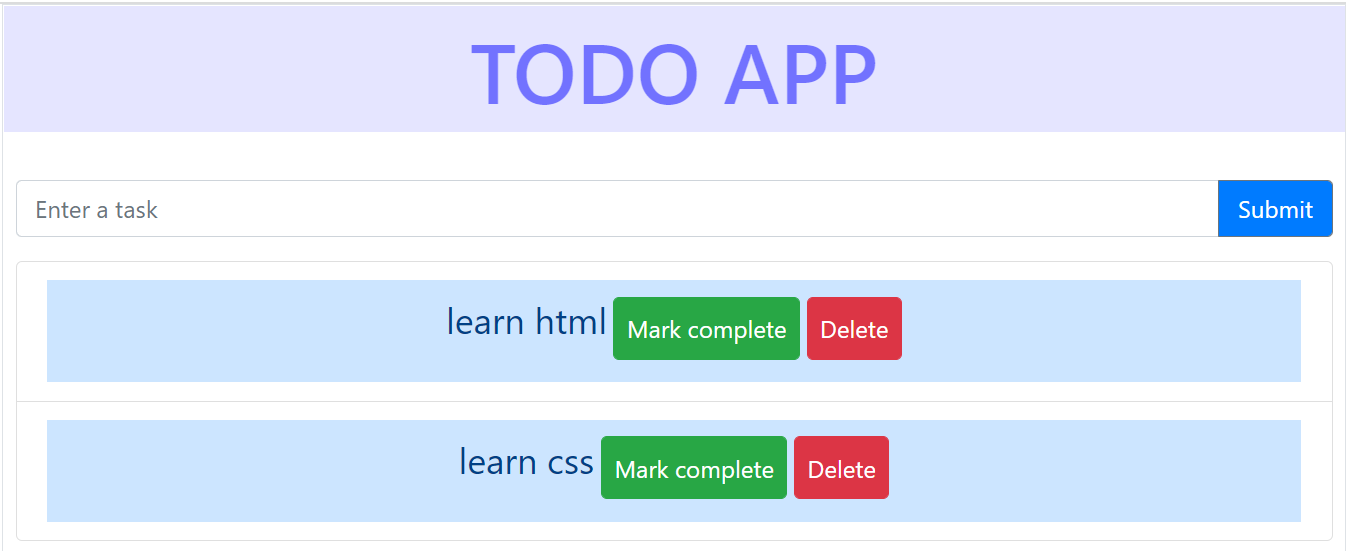 TODO APP
Enter a task Submit
learn html Mark complete Delete
learn css Mark complete Delete